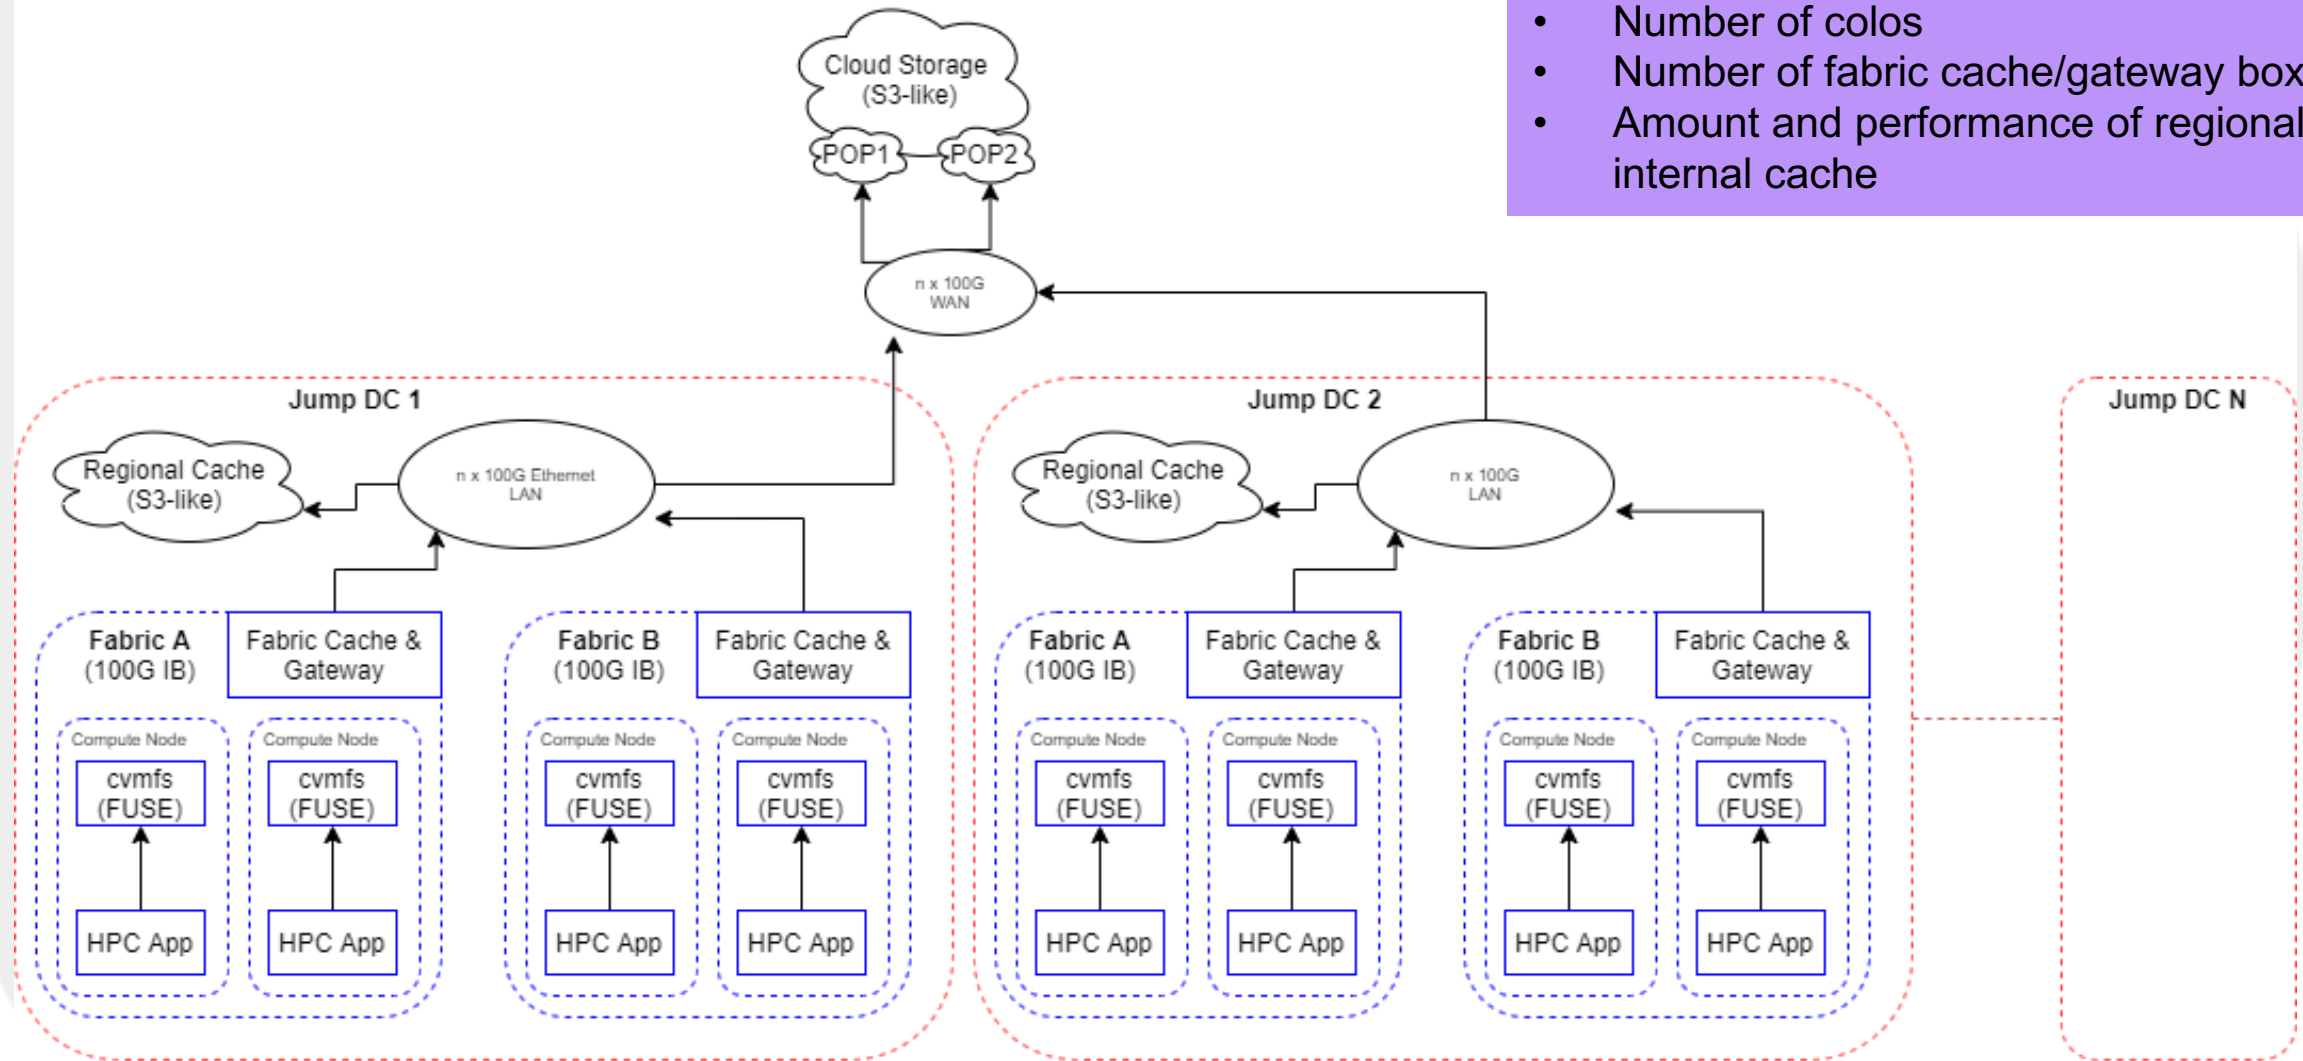 • Number of colos
• Number of fabric cache/gateway box
• Amount and performance of regional
internal cache
Cloud Storage
(S3-like)
POP1
POP2
n x 100G
WAN
Jump DC 1
Regional Cache
(S3-like)
n x 100G Ethernet
LAN
Fabric A
(100G IB)
Fabric Cache &
Gateway
Compute Node
cvmfs
(FUSE)
HPC App
Compute Node
cvmfs
(FUSE)
HPC App
Fabric B
(100G IB)
Fabric Cache &
Gateway
Compute Node
cvmfs
(FUSE)
HPC App
Compute Node
cvmfs
(FUSE)
HPC App
Jump DC 2
Regional Cache
(S3-like)
n x 100G
LAN
Fabric A
(100G IB)
Fabric Cache &
Gateway
Compute Node
cvmfs
(FUSE)
HPC App
Compute Node
cvmfs
(FUSE)
HPC App
Fabric B
(100G IB)
Fabric Cache &
Gateway
Compute Node
cvmfs
(FUSE)
HPC App
Compute Node
cvmfs
(FUSE)
HPC App
Jump DC N